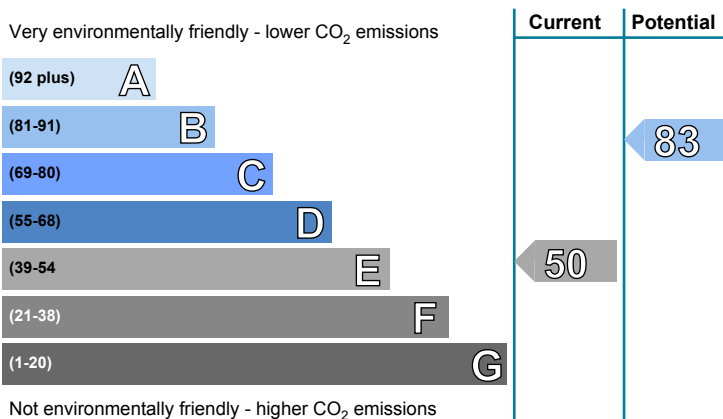 Current Potential
Very environmentally friendly - lower CO2 emissions
(92 plus) A
(81-91) B
83
(69-80) C
(55-68) D
(39-54 E
50
(21-38) F
(1-20) G
Not environmentally friendly - higher CO2 emissions